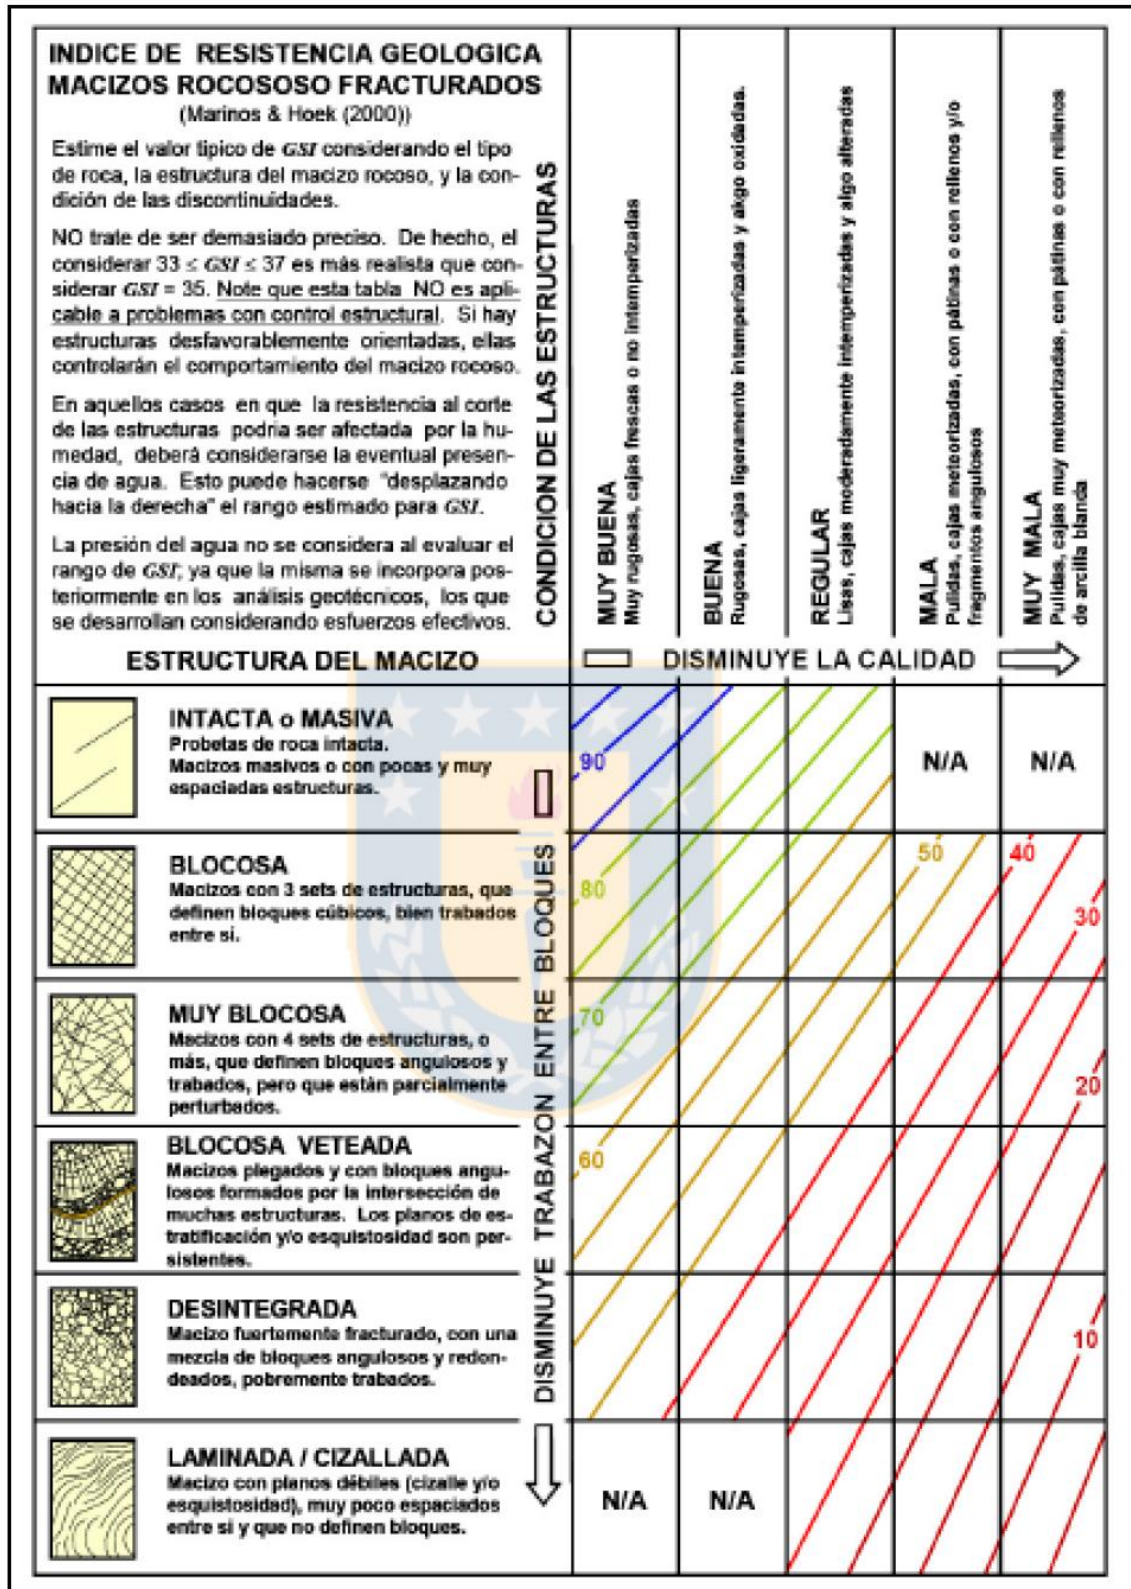 INDICE DE RESISTENCIA GEOLOGICA
MACIZOS ROCOSOSO FRACTURADOS
(Marinos & Hoek (2000))
Estime el valor tipico de GSI considerando el tipo
de roca, la estructura del macizo rocoso, y la con-
dición de las discontinuidades.
NO trate de ser demasiado preciso. De hecho, el
considerar 33 ≤ GSI ≤ 37 es más realista que con-
siderar GSI = 35. Note que esta tabla NO es apli-
cable a problemas con control estructural. Si hay
estructuras desfavorablemente orientadas, ellas
controlarán el comportamiento del macizo rocoso.
En aquellos casos en que la resistencia al corte
de las estructuras podria ser afectada por la hu-
medad, deberá considerarse la eventual presen-
cia de agua. Esto puede hacerse "desplazando
hacia la derecha" el rango estimado para GSI.
La presión del agua no se considera al evaluar el
rango de GSI, ya que la misma se incorpora pos-
teriormente en los análisis geotécnicos, los que
se desarrollan considerando esfuerzos efectivos.
CONDICION DE LAS ESTRUCTURAS
MUY BUENA
Muy rugosas, cajas frescas o no intemperizadas
BUENA
Rugosas, cajas ligeramente intemperizadas y akgo oxidadas.
REGULAR
Lisas, cajas moderadamente intemperizadas y algo alteradas
MALA
Pulidas, cajas meteorizadas, con pátinas o con rellenos y/o
fragmentos angulosos
MUY MALA
Pulidas, cajas muy meteorizadas, con pátinas o con rellenos
de arcilla blanda
ESTRUCTURA DEL MACIZO
DISMINUYE LA CALIDAD
INTACTA o MASIVA
Probetas de roca intacta.
Macizos masivos o con pocas y muy
espaciadas estructuras.
90
N/A
N/A
DISMINUYE TRABAZON ENTRE BLOQUES
BLOCOSA
Macizos con 3 sets de estructuras, que
definen bloques cúbicos, bien trabados
entre si.
80
50
40
30
MUY BLOCOSA
Macizos con 4 sets de estructuras, o
más, que definen bloques angulosos y
trabados, pero que están parcialmente
perturbados.
70
20
BLOCOSA VETEADA
Macizos plegados y con bloques angu-
losos formados por la intersección de
muchas estructuras. Los planos de es-
tratificación y/o esquistosidad son per-
sistentes.
60
DESINTEGRADA
Macizo fuertemente fracturado, con una
mezcla de bloques angulosos y redon-
deados, pobremente trabados.
10
LAMINADA / CIZALLADA
Macizo con planos débiles (cizalle y/o
esquistosidad), muy poco espaciados
entre si y que no definen bloques.
N/A
N/A